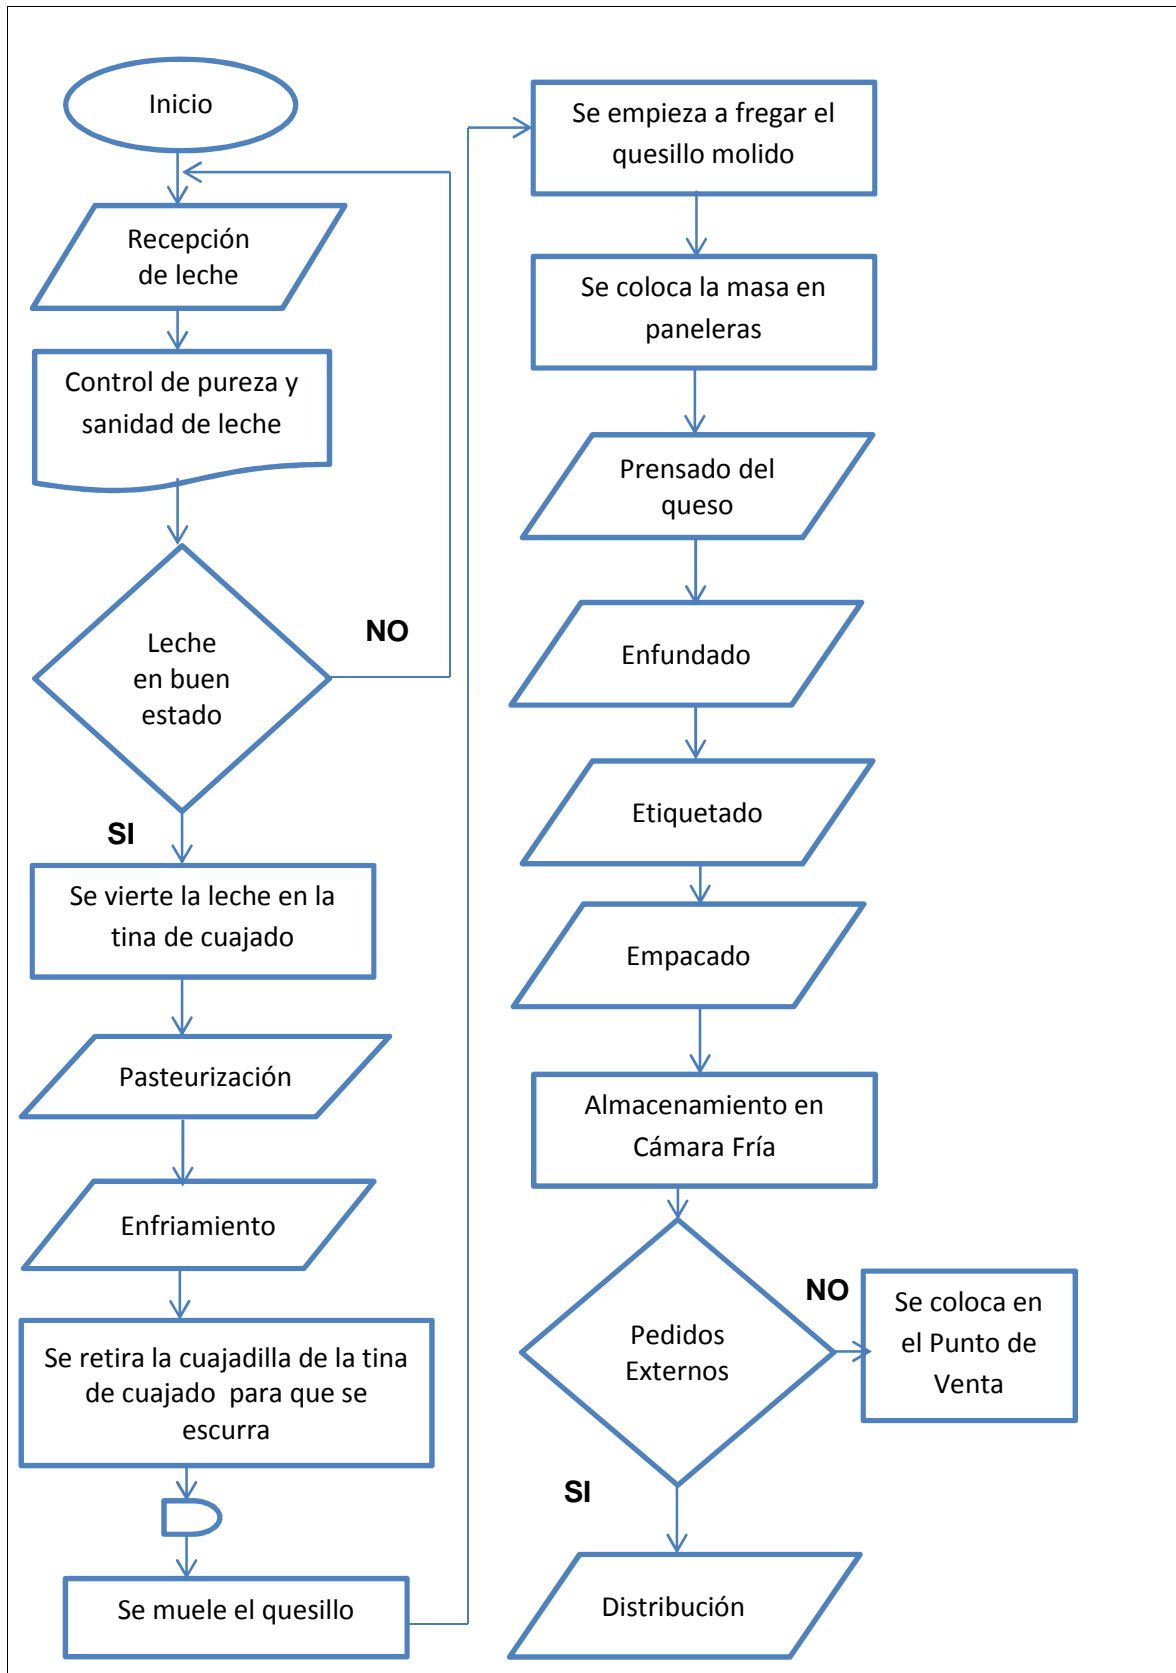 Inicio
Recepción
de leche
Control de pureza y
sanidad de leche
Leche
en buen
estado
NO
SI
Se vierte la leche en la
tina de cuajado
Pasteurización
Enfriamiento
Se retira la cuajadilla de la tina
de cuajado para que se
escurra
Se muele el quesillo
Se empieza a fregar el
quesillo molido
Se coloca la masa en
paneleras
Prensado del
queso
Enfundado
Etiquetado
Empacado
Almacenamiento en
Cámara Fría
Pedidos
Externos
NO
Se coloca en
el Punto de
Venta
SI
Distribución